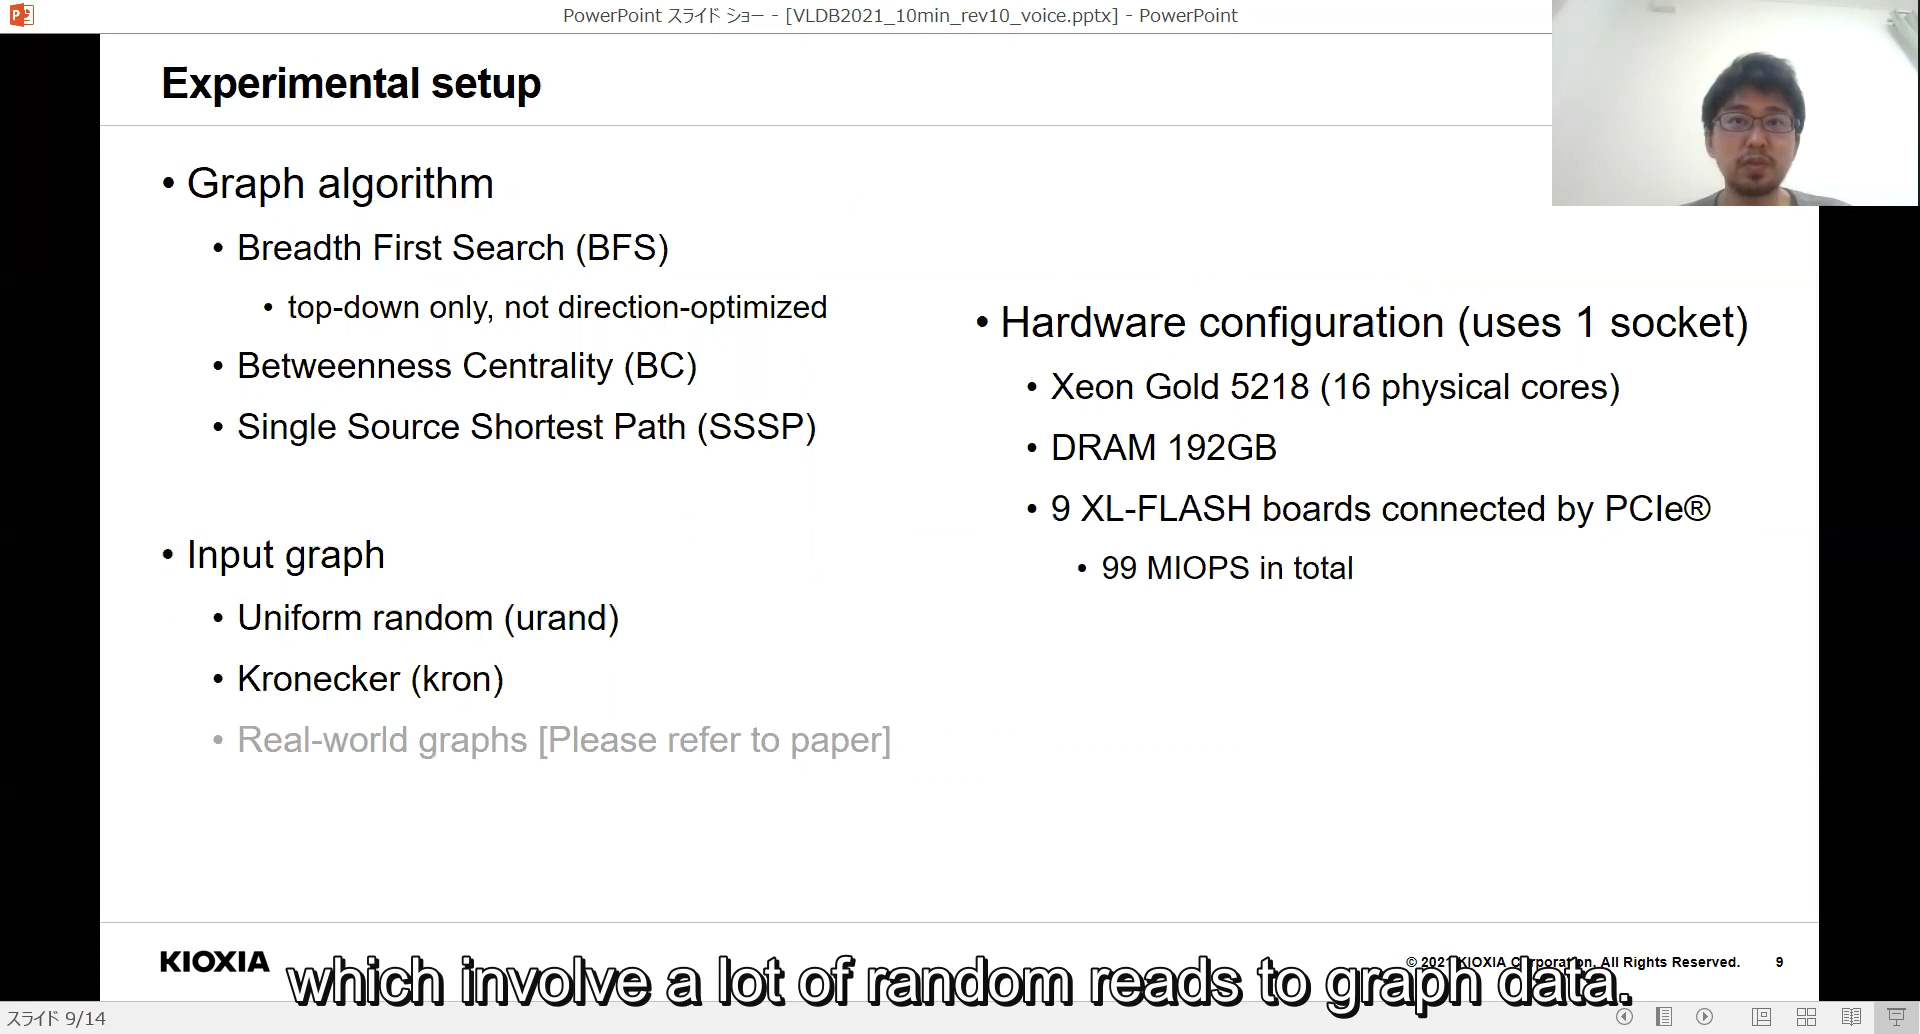 PowerPoint スライド ショー - [VLDB2021_10min_rev10_voice.pptx] - PowerPoint
Experimental setup
• Graph algorithm
• Breadth First Search (BFS)
• top-down only, not direction-optimized
• Betweenness Centrality (BC)
• Single Source Shortest Path (SSSP)
• Input graph
• Uniform random (urand)
• Kronecker (kron)
• Real-world graphs [Please refer to paper]
• Hardware configuration (uses 1 socket)
• Xeon Gold 5218 (16 physical cores)
• DRAM 192GB
• 9 XL-FLASH boards connected by PCIe®
• 99 MIOPS in total
KIOXIA
© 2021 KIOXIA Corporation. All Rights Reserved. 9
which involve a lot of random reads to graph data.
スライド 9/14